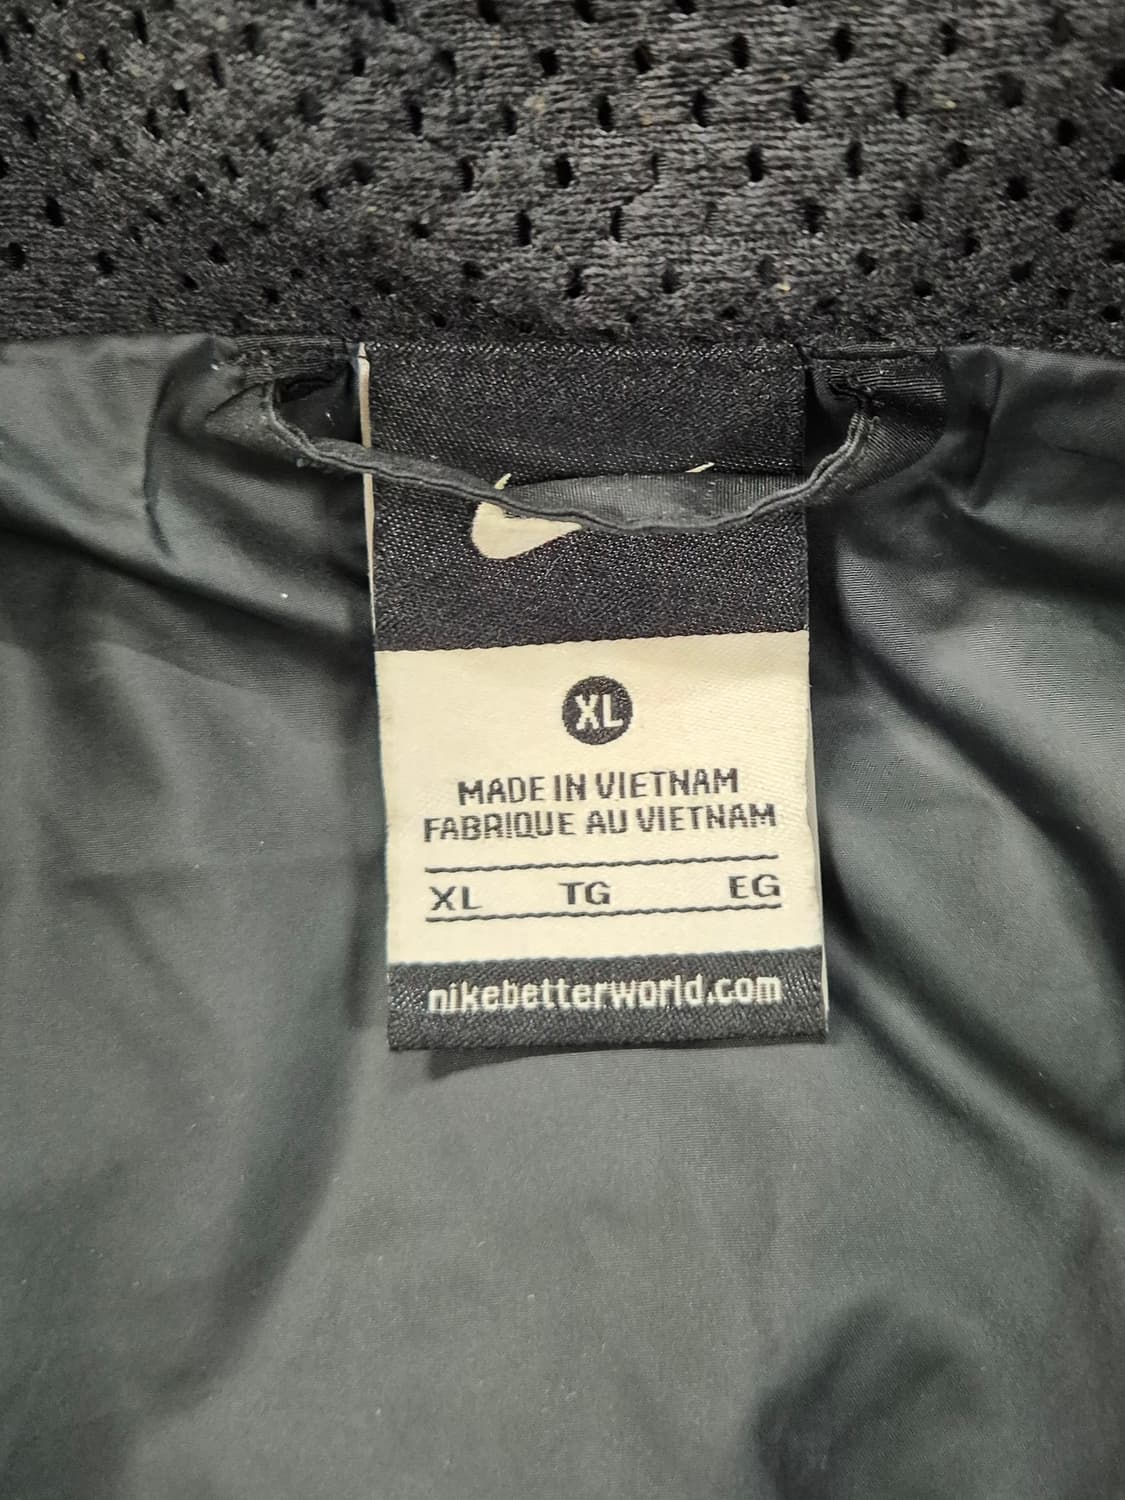 XL
MADE IN VIETNAM
FABRIQUE AU VIETNAM
XL TG EG
nikebetterworld.com